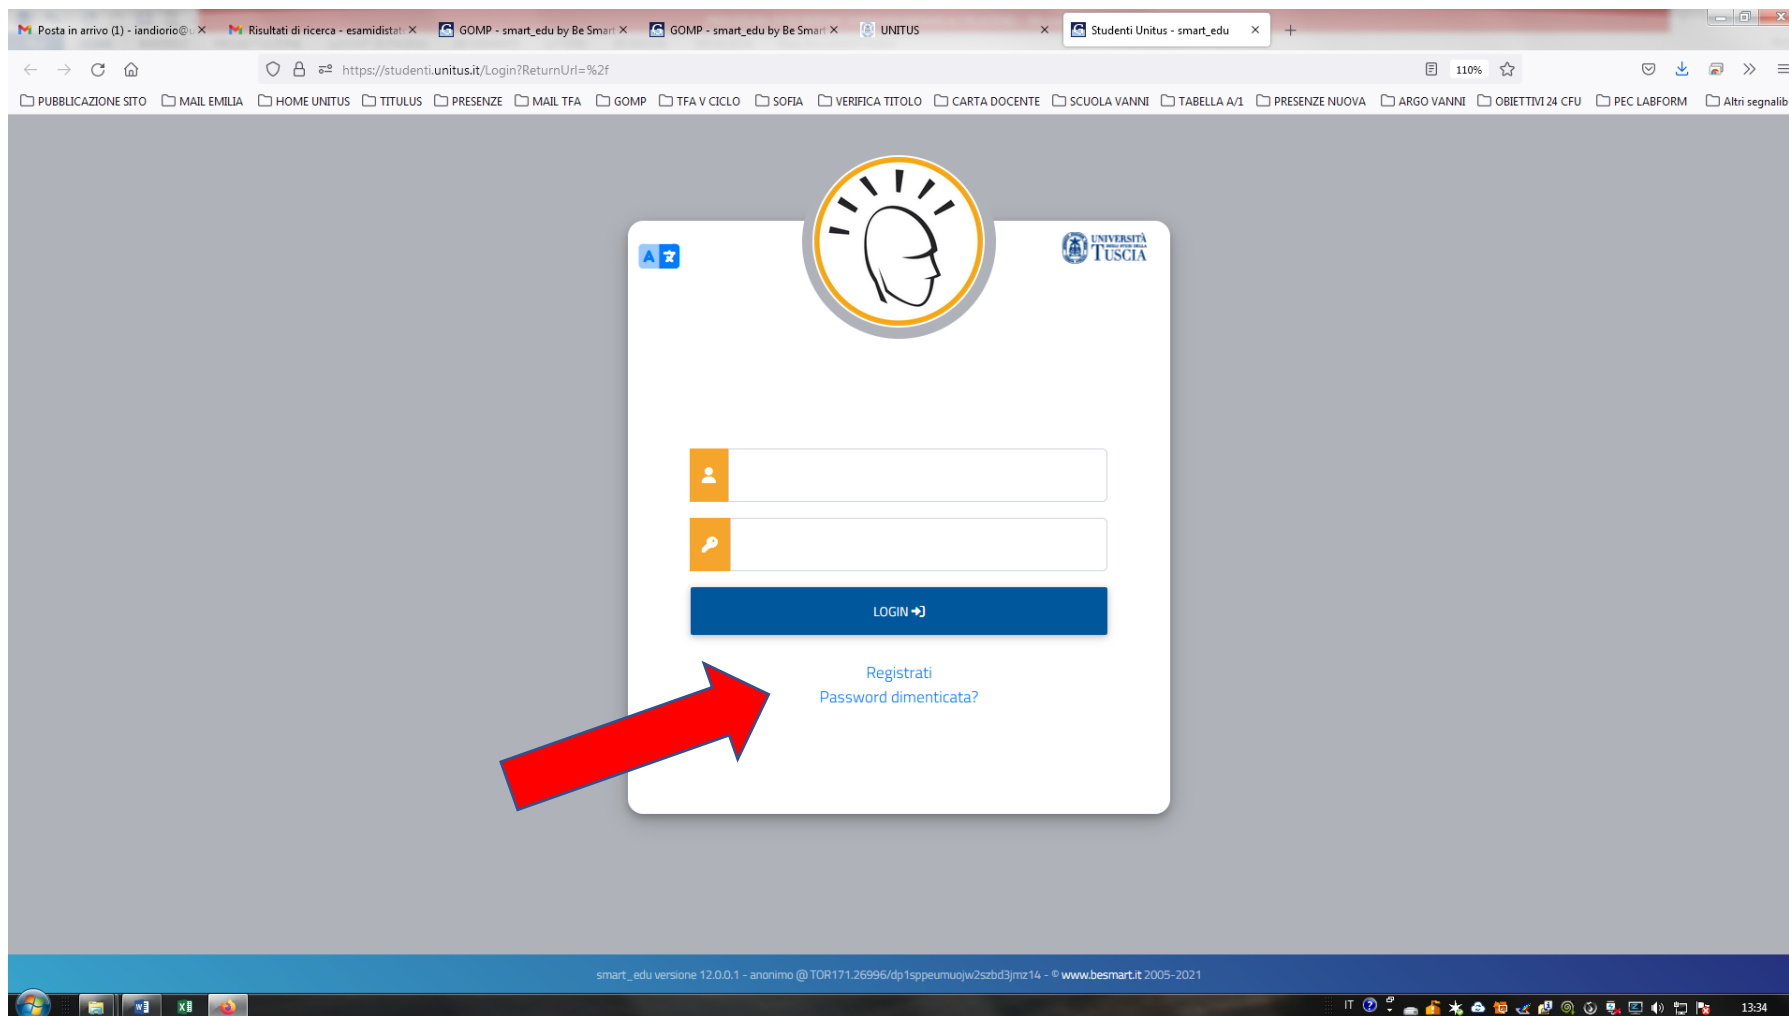 Posta in arrivo (1) - iandiorio@u
Risultati di ricerca - esamidistat
GOMP - smart_edu by Be Smart
GOMP - smart_edu by Be Smart
UNITUS
Studenti Unitus - smart_edu
https://studenti.unitus.it/Login?ReturnUrl=%2f
110%
PUBBLICAZIONE SITO
MAIL EMILIA
HOME UNITUS
TITULUS
PRESENZE
MAIL TFA
GOMP
TFA V CICLO
SOFIA
VERIFICA TITOLO
CARTA DOCENTE
SCUOLA VANNI
TABELLA A/1
PRESENZE NUOVA
ARGO VANNI
OBIETTIVI 24 CFU
PEC LABFORM
Altri segnalib
UNIVERSITÀ
DEGLI STUDI DELLA
TUSCIA
LOGIN
Registrati
Password dimenticata?
smart_edu versione 12.0.0.1 - anonimo @ TOR171.26996/dp1sppeumuojw2szbd3jmz14 - © www.besmart.it 2005-2021
IT
13:34